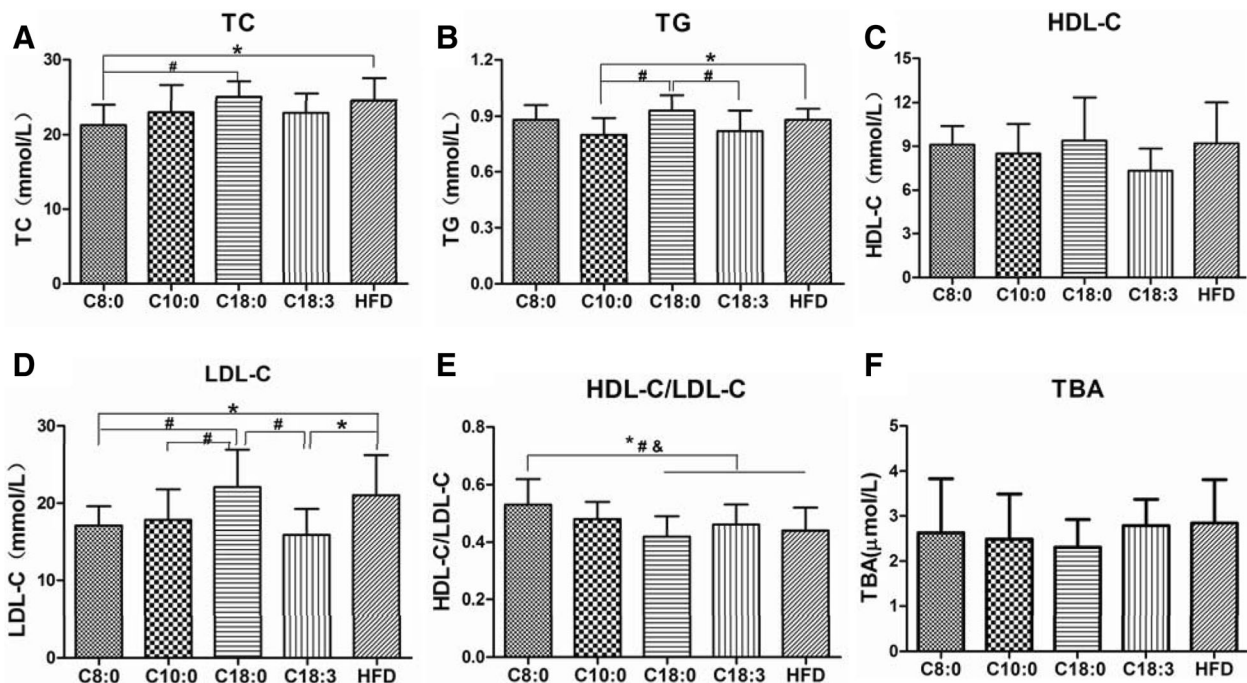 A
TC
TC (mmol/L)
30
20
10
0
*
#
C8:0 C10:0 C18:0 C18:3 HFD
B
TG
TG (mmol/L)
1.2
0.9
0.6
0.3
0.0
*
# #
C8:0 C10:0 C18:0 C18:3 HFD
C
HDL-C
HDL-C (mmol/L)
15
12
9
6
3
0
C8:0 C10:0 C18:0 C18:3 HFD
D
LDL-C
LDL-C (mmol/L)
30
20
10
0
*
# # *
#
C8:0 C10:0 C18:0 C18:3 HFD
E
HDL-C/LDL-C
HDL-C/LDL-C
0.8
0.6
0.4
0.2
0.0
* # &
C8:0 C10:0 C18:0 C18:3 HFD
F
TBA
TBA(μmol/L)
5
4
3
2
1
0
C8:0 C10:0 C18:0 C18:3 HFD